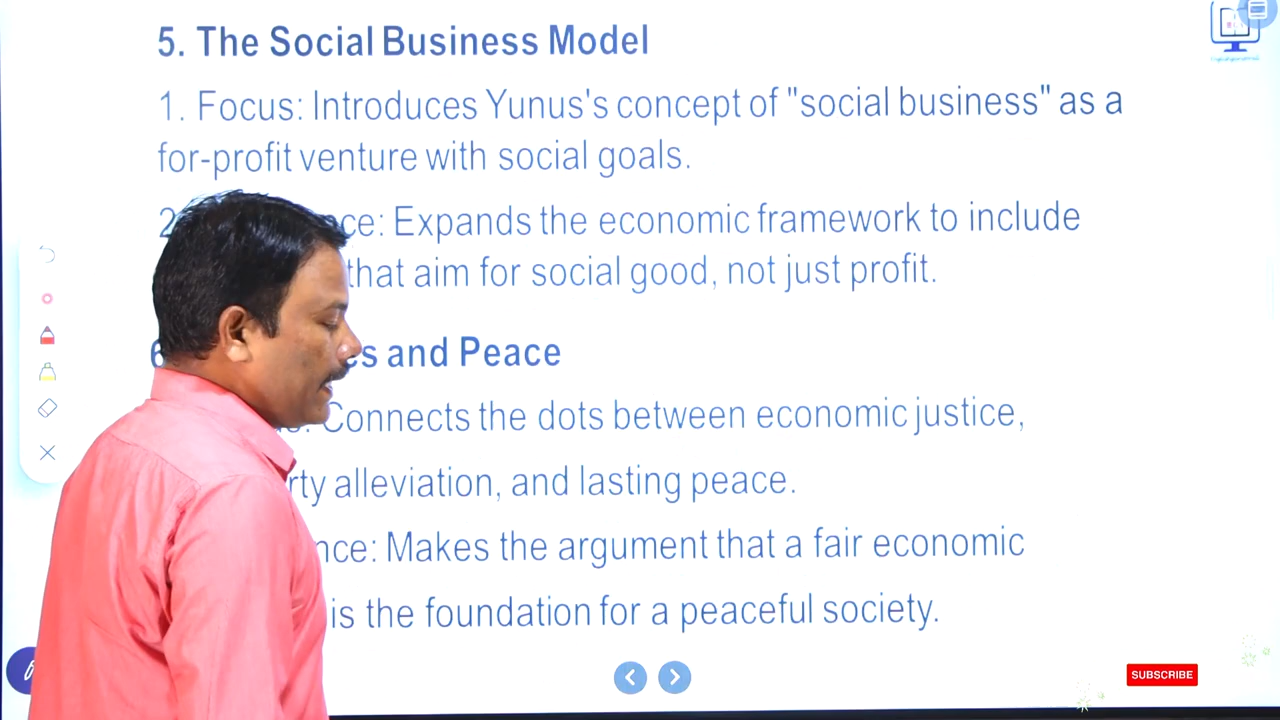 5. The Social Business Model
1. Focus: Introduces Yunus's concept of "social business" as a
for-profit venture with social goals.
2 ce: Expands the economic framework to include
that aim for social good, not just profit.
6 s and Peace
Connects the dots between economic justice,
rty alleviation, and lasting peace.
nce: Makes the argument that a fair economic
is the foundation for a peaceful society.
SUBSCRIBE